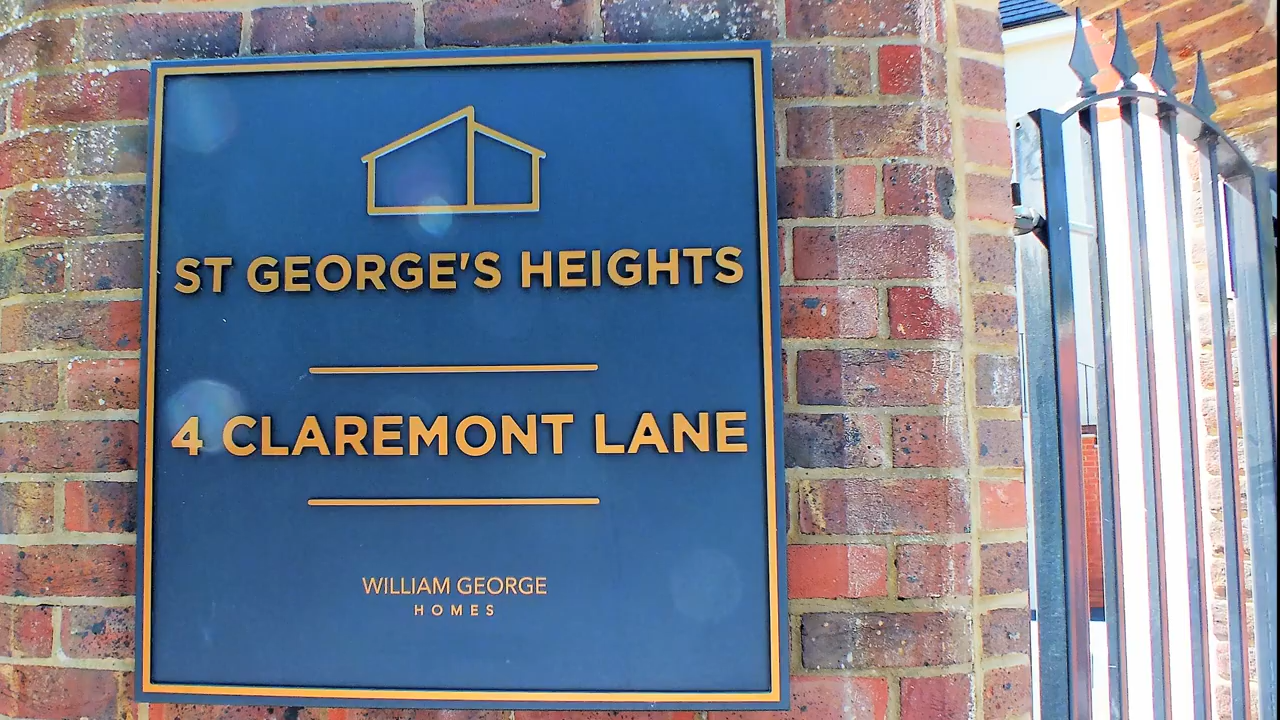 ST GEORGE'S HEIGHTS
4 CLAREMONT LANE
WILLIAM GEORGE
HOMES